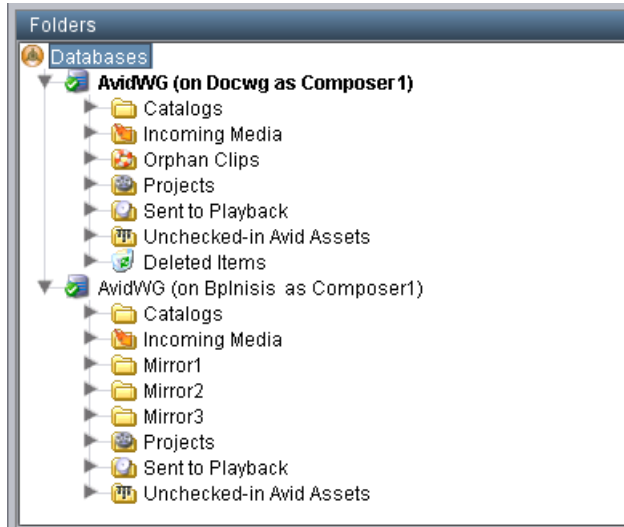 Folders
Databases
AvidWG (on Docwg as Composer1)
Catalogs
Incoming Media
Orphan Clips
Projects
Sent to Playback
Unchecked-in Avid Assets
Deleted Items
AvidWG (on Bplnisis as Composer1)
Catalogs
Incoming Media
Mirror1
Mirror2
Mirror3
Projects
Sent to Playback
Unchecked-in Avid Assets